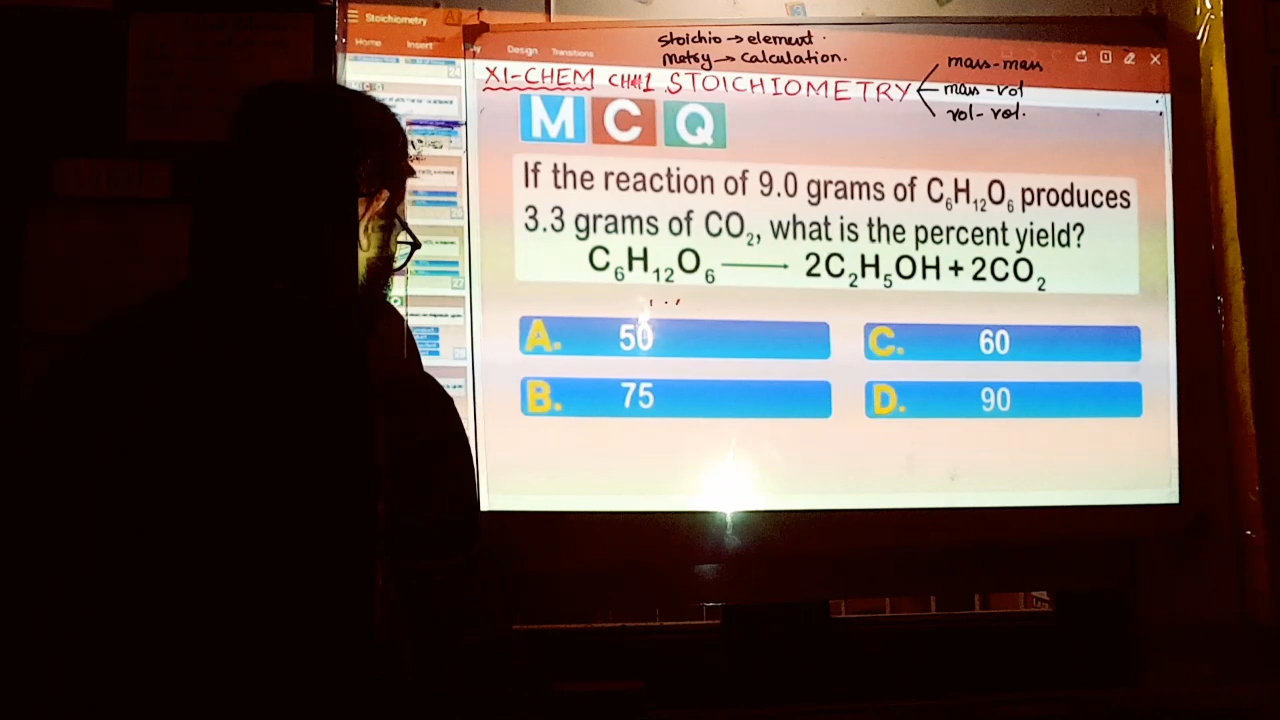 Stoichiometry
Home Insert Design Transitions
Stoichio → element.
Metry → Calculation.
XI-CHEM CH#1 STOICHIOMETRY
mass-mass
mass-vol
vol-vol.
MCQ
If the reaction of 9.0 grams of C₆H₁₂O₆ produces
3.3 grams of CO₂, what is the percent yield?
C₆H₁₂O₆ ⟶ 2C₂H₅OH + 2CO₂
A. 50
C. 60
B. 75
D. 90